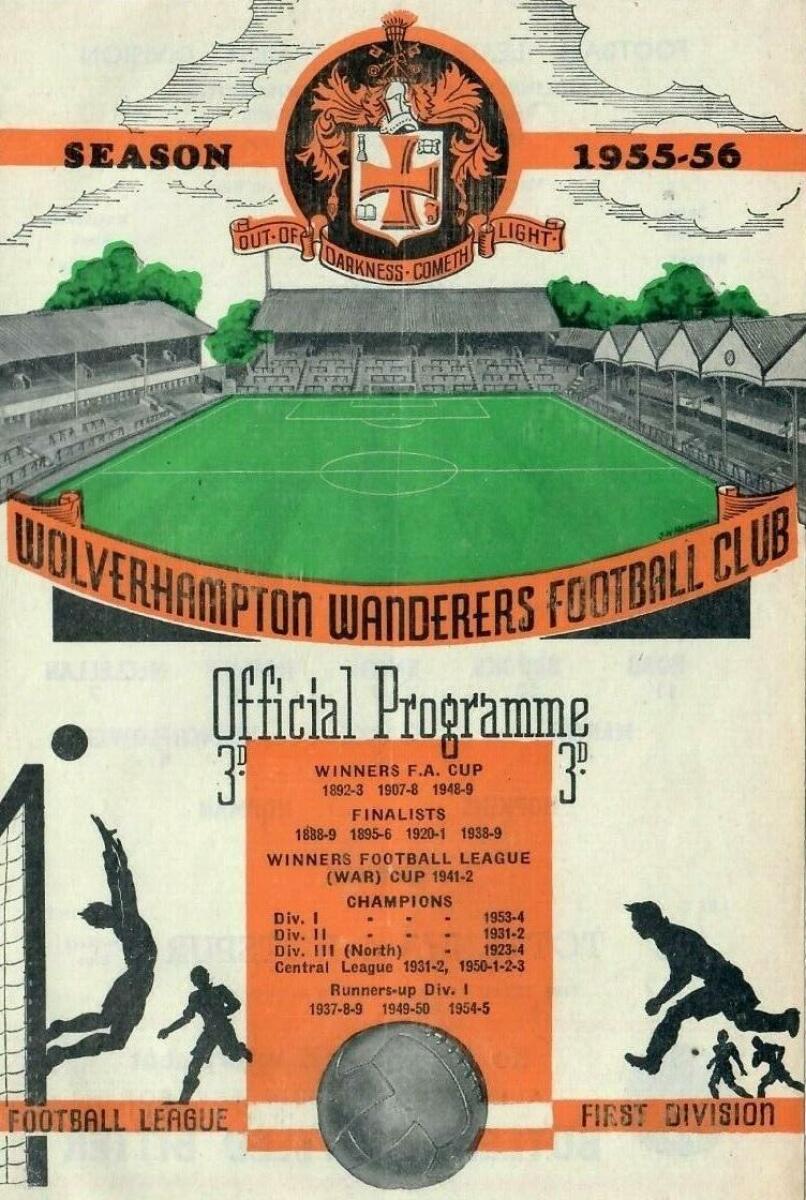 SEASON 1955-56
OUT·OF DARKNESS·COMETH LIGHT·
WOLVERHAMPTON WANDERERS FOOTBALL CLUB
Official Programme
3D. 3D.
WINNERS F.A. CUP
1892-3 1907-8 1948-9
FINALISTS
1888-9 1895-6 1920-1 1938-9
WINNERS FOOTBALL LEAGUE
(WAR) CUP 1941-2
CHAMPIONS
Div. I - - - 1953-4
Div. II - - - 1931-2
Div. III (North) - 1923-4
Central League 1931-2, 1950-1-2-3
Runners-up Div. I
1937-8-9 1949-50 1954-5
FOOTBALL LEAGUE FIRST DIVISION